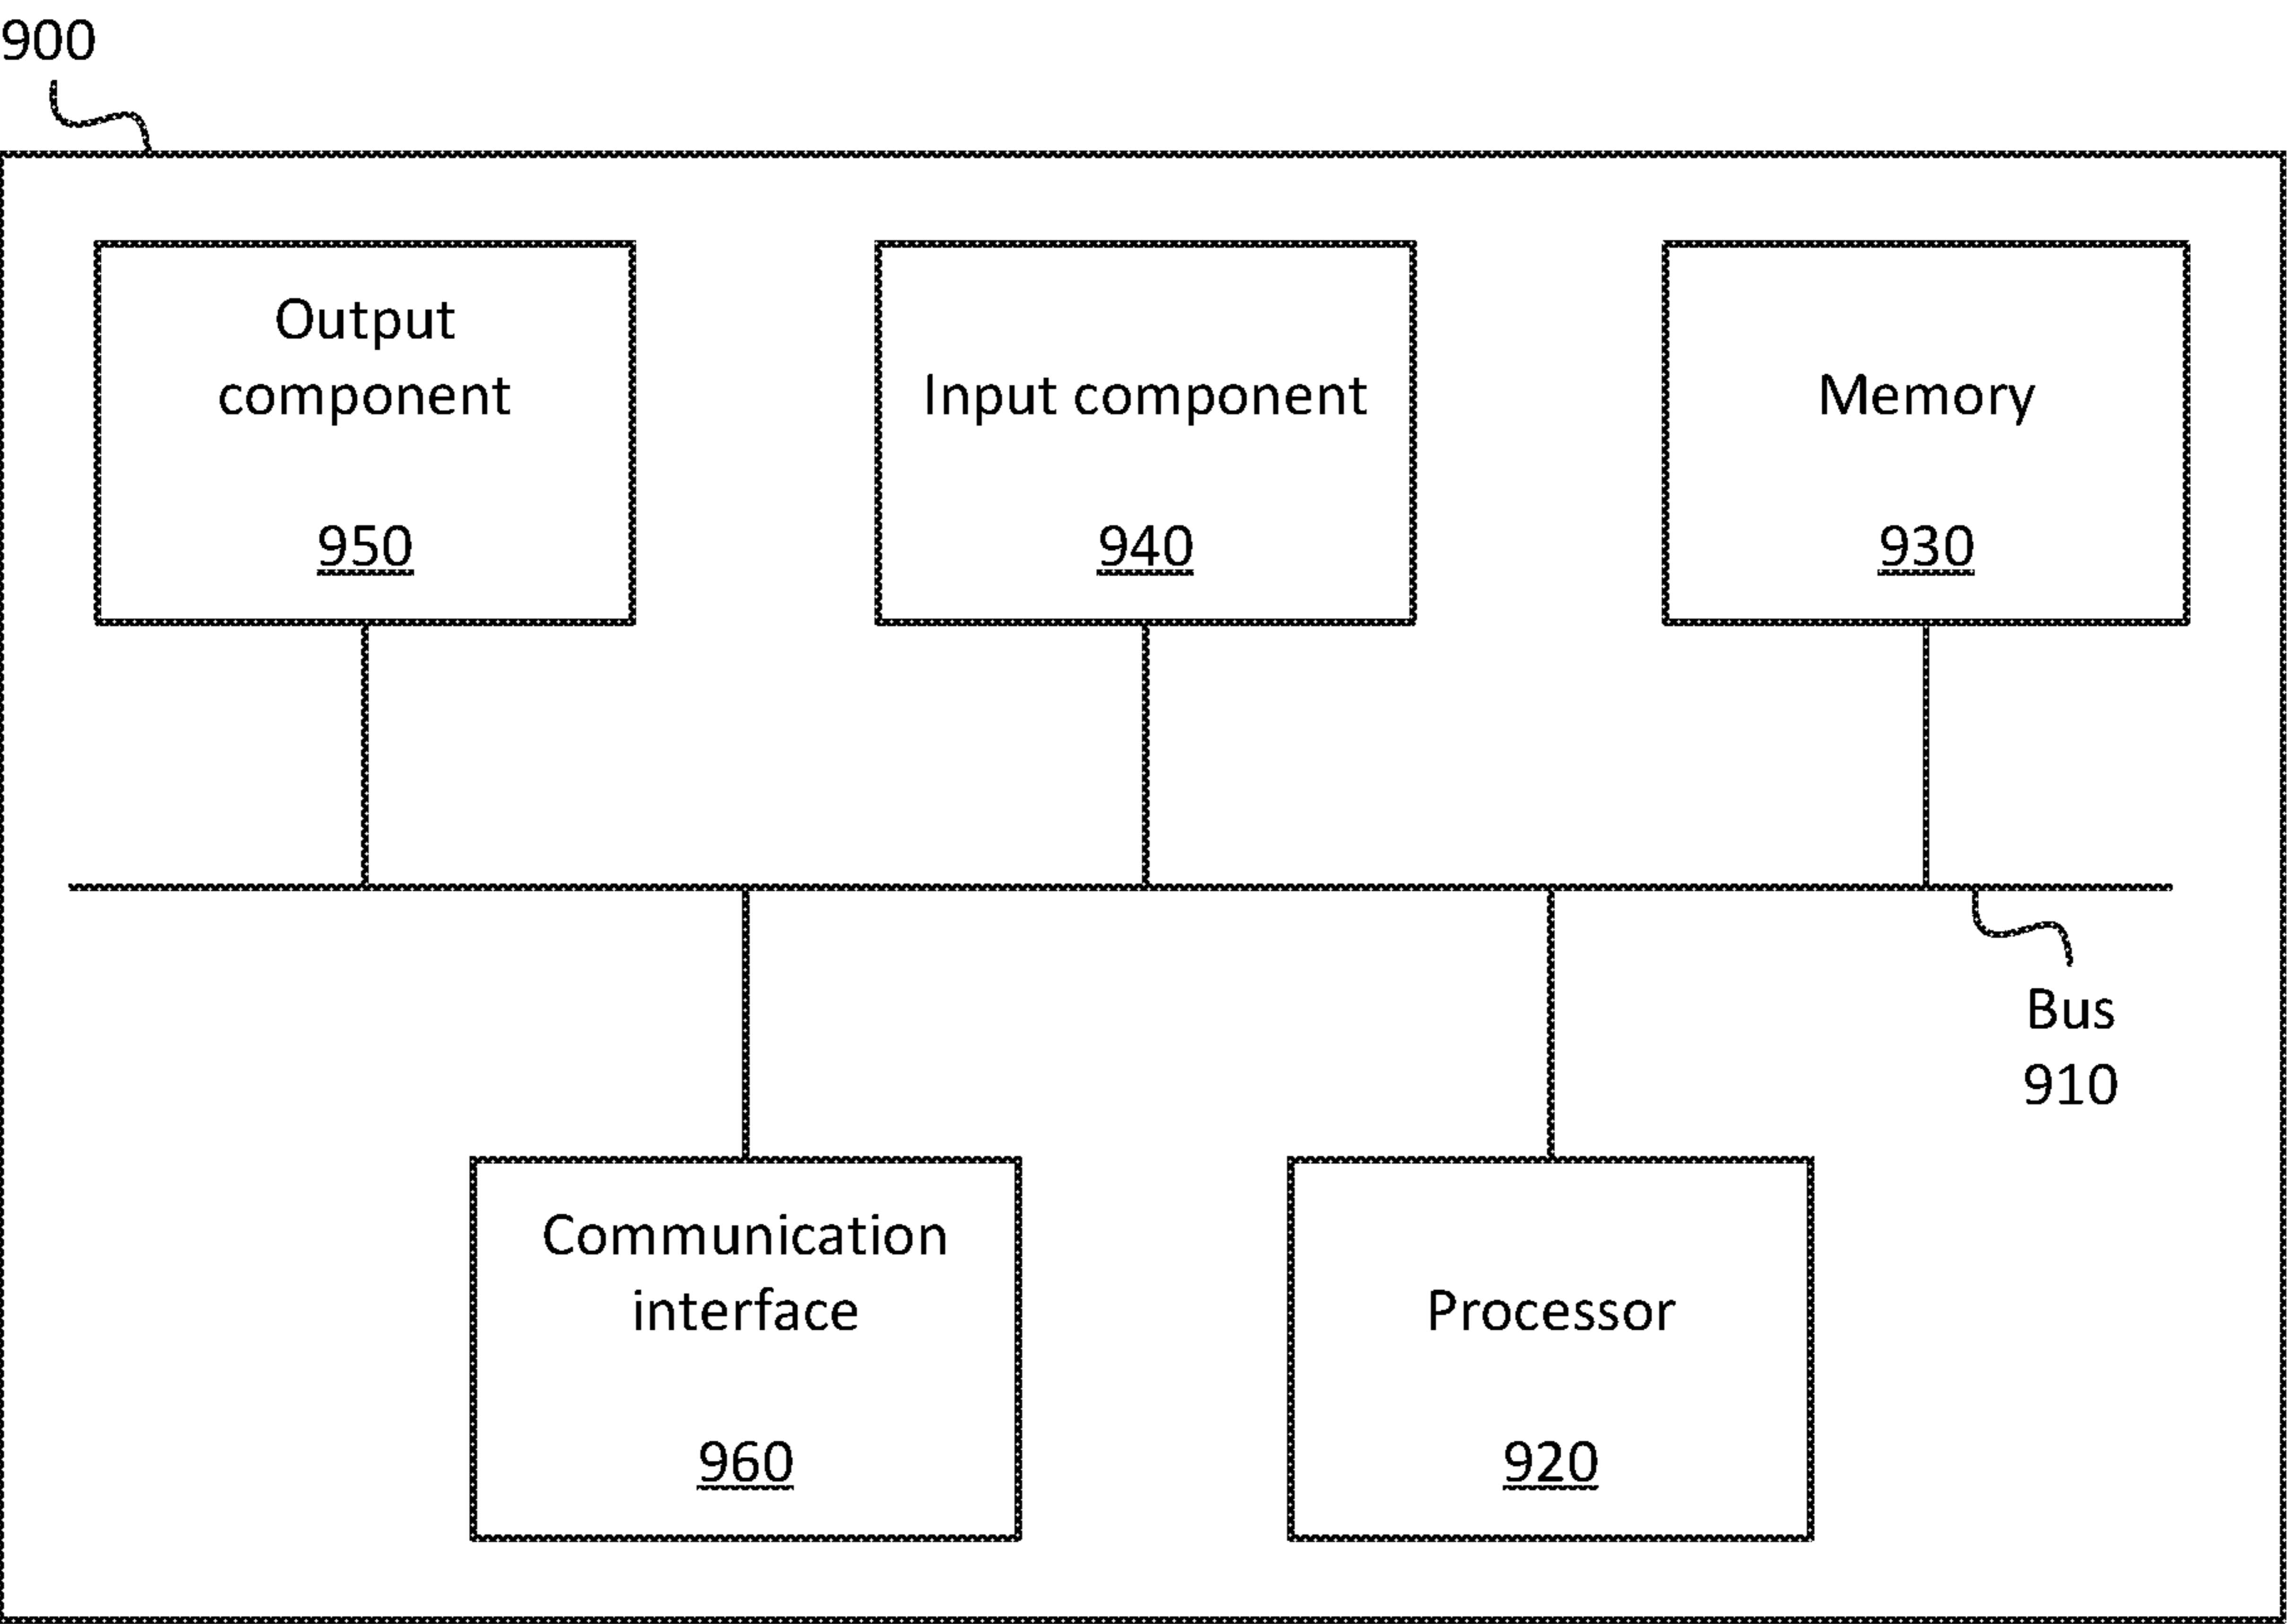 900
Output
component
950
Input component
940
Memory
930
Bus
910
Communication
interface
960
Processor
920